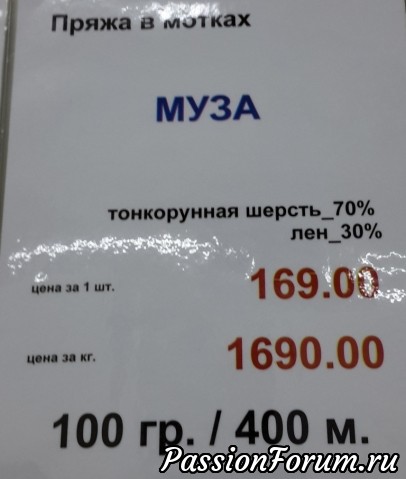 Пряжа в мотках
МУЗА
тонкорунная шерсть_70%
лен_30%
цена за 1 шт. 169.00
цена за кг. 1690.00
100 гр. / 400 м.
PassionForum.ru